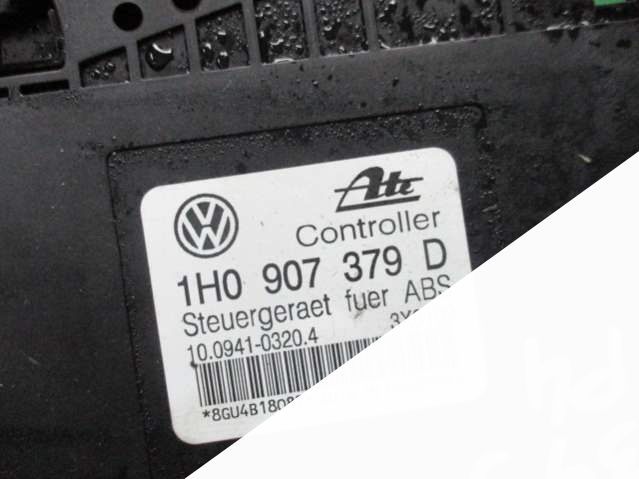 Ate
Controller
1H0 907 379 D
Steuergeraet fuer ABS
10.0941-0320.4